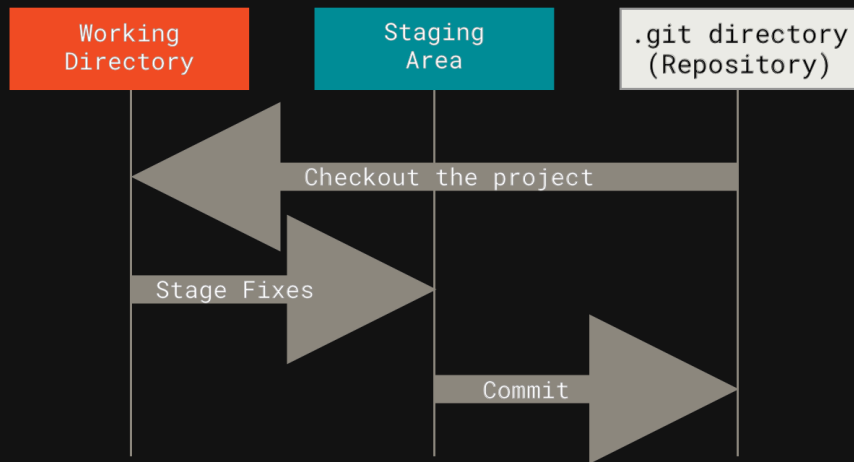 Working
Directory
Staging
Area
.git directory
(Repository)
Checkout the project
Stage Fixes
Commit